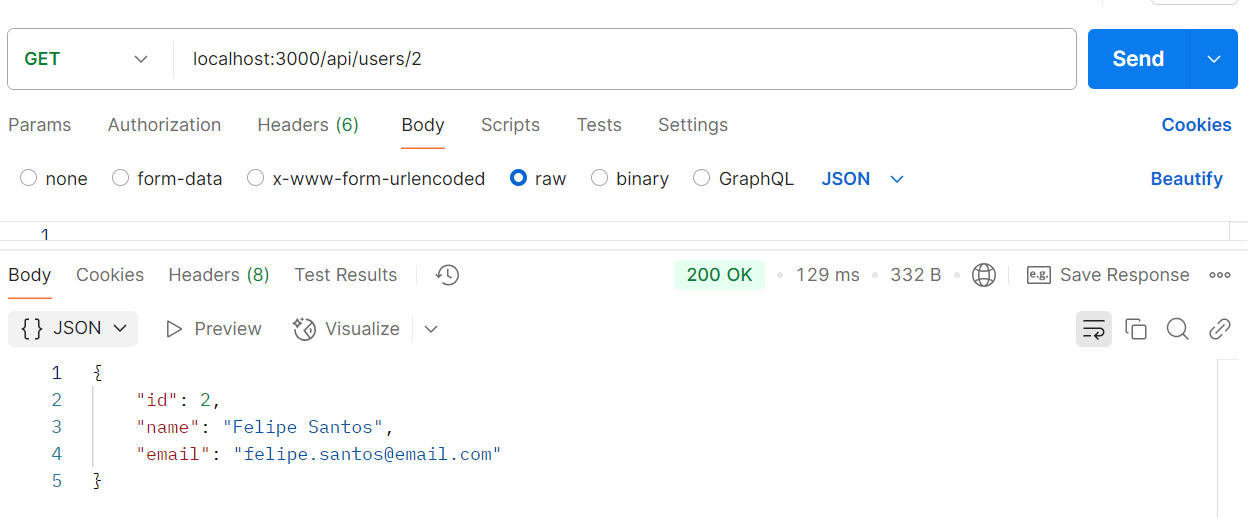 GET localhost:3000/api/users/2 Send
Params Authorization Headers (6) Body Scripts Tests Settings Cookies
none form-data x-www-form-urlencoded raw binary GraphQL JSON Beautify
1
Body Cookies Headers (8) Test Results 200 OK • 129 ms • 332 B • e.g. Save Response
{} JSON Preview Visualize
1 {
2 "id": 2,
3 "name": "Felipe Santos",
4 "email": "felipe.santos@email.com"
5 }